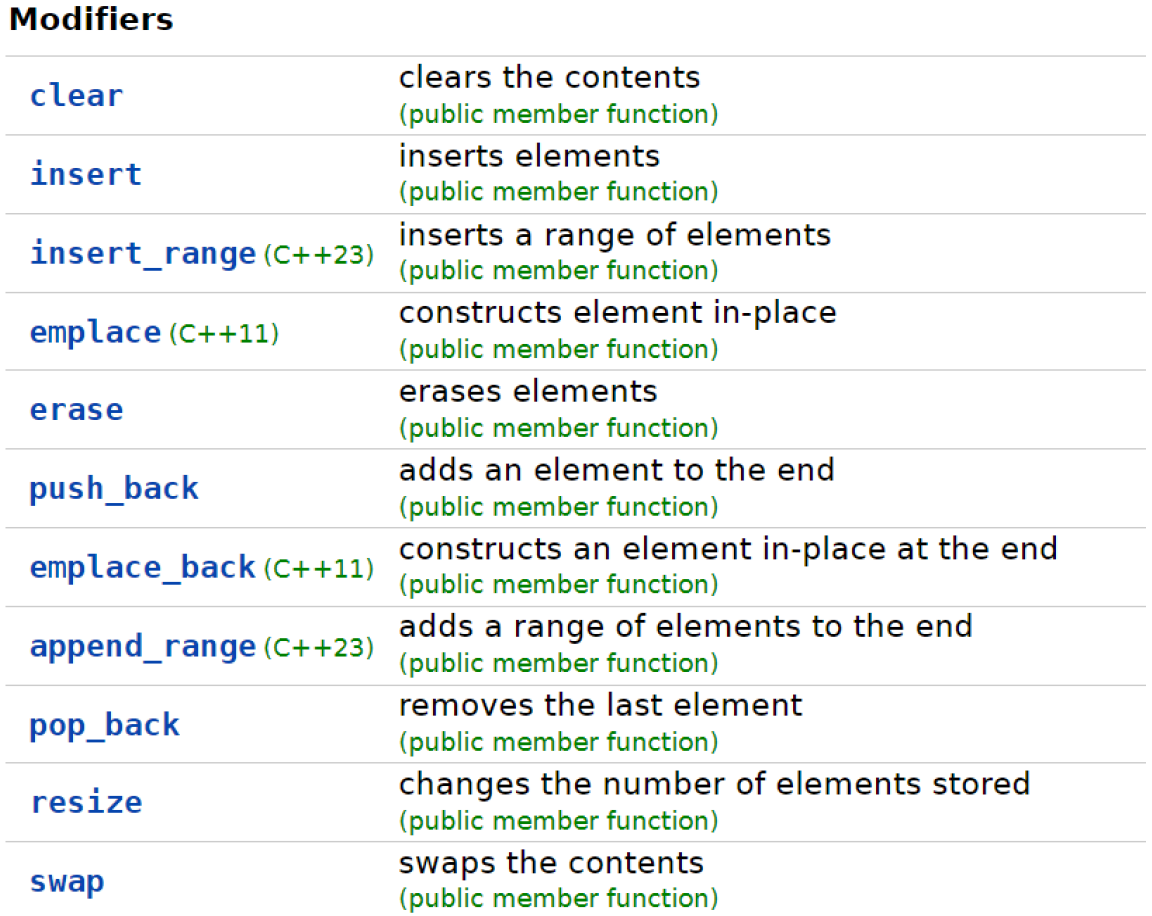 Modifiers
clear
clears the contents
(public member function)
insert
inserts elements
(public member function)
insert_range (C++23)
inserts a range of elements
(public member function)
emplace (C++11)
constructs element in-place
(public member function)
erase
erases elements
(public member function)
push_back
adds an element to the end
(public member function)
emplace_back (C++11)
constructs an element in-place at the end
(public member function)
append_range (C++23)
adds a range of elements to the end
(public member function)
pop_back
removes the last element
(public member function)
resize
changes the number of elements stored
(public member function)
swap
swaps the contents
(public member function)